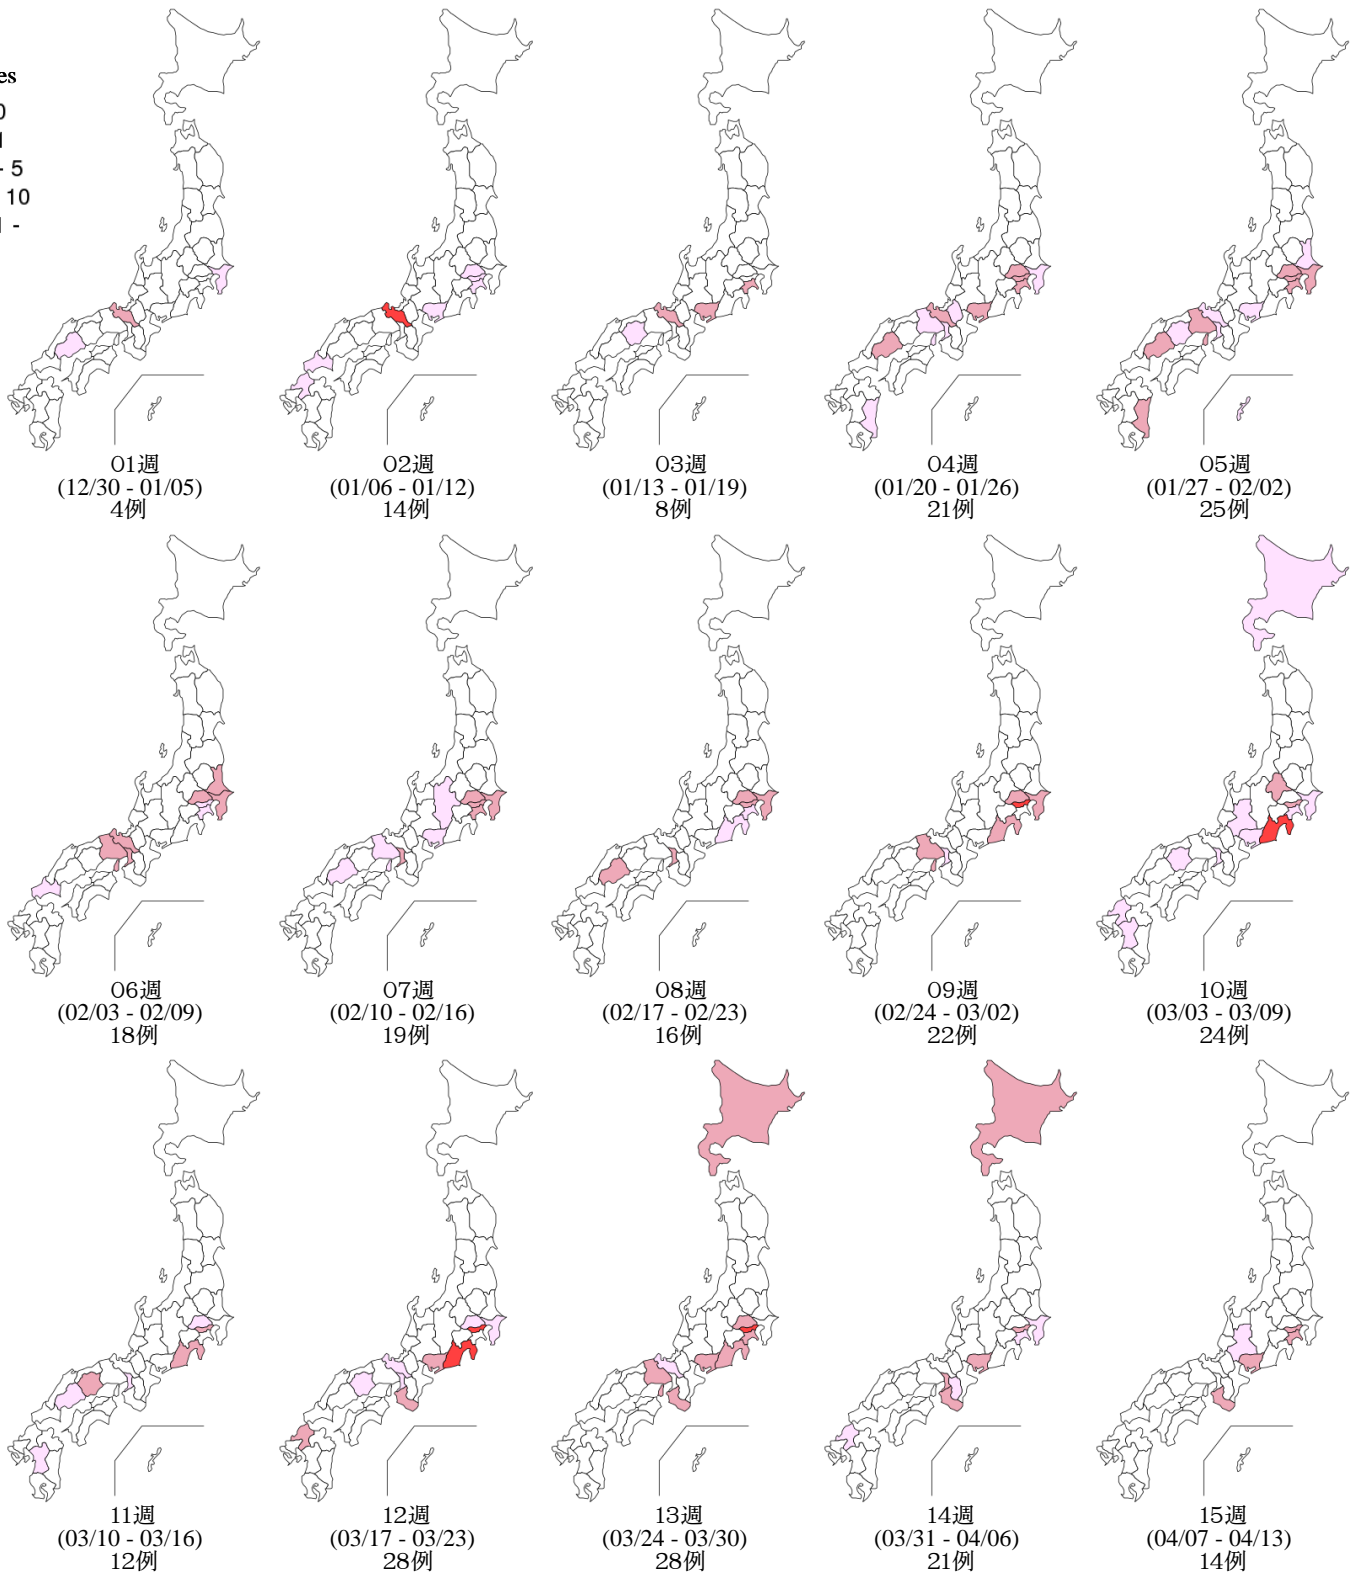 es
0
1
- 5
10
-
01週
(12/30 - 01/05)
4例
02週
(01/06 - 01/12)
14例
03週
(01/13 - 01/19)
8例
04週
(01/20 - 01/26)
21例
05週
(01/27 - 02/02)
25例
06週
(02/03 - 02/09)
18例
07週
(02/10 - 02/16)
19例
08週
(02/17 - 02/23)
16例
09週
(02/24 - 03/02)
22例
10週
(03/03 - 03/09)
24例
11週
(03/10 - 03/16)
12例
12週
(03/17 - 03/23)
28例
13週
(03/24 - 03/30)
28例
14週
(03/31 - 04/06)
21例
15週
(04/07 - 04/13)
14例